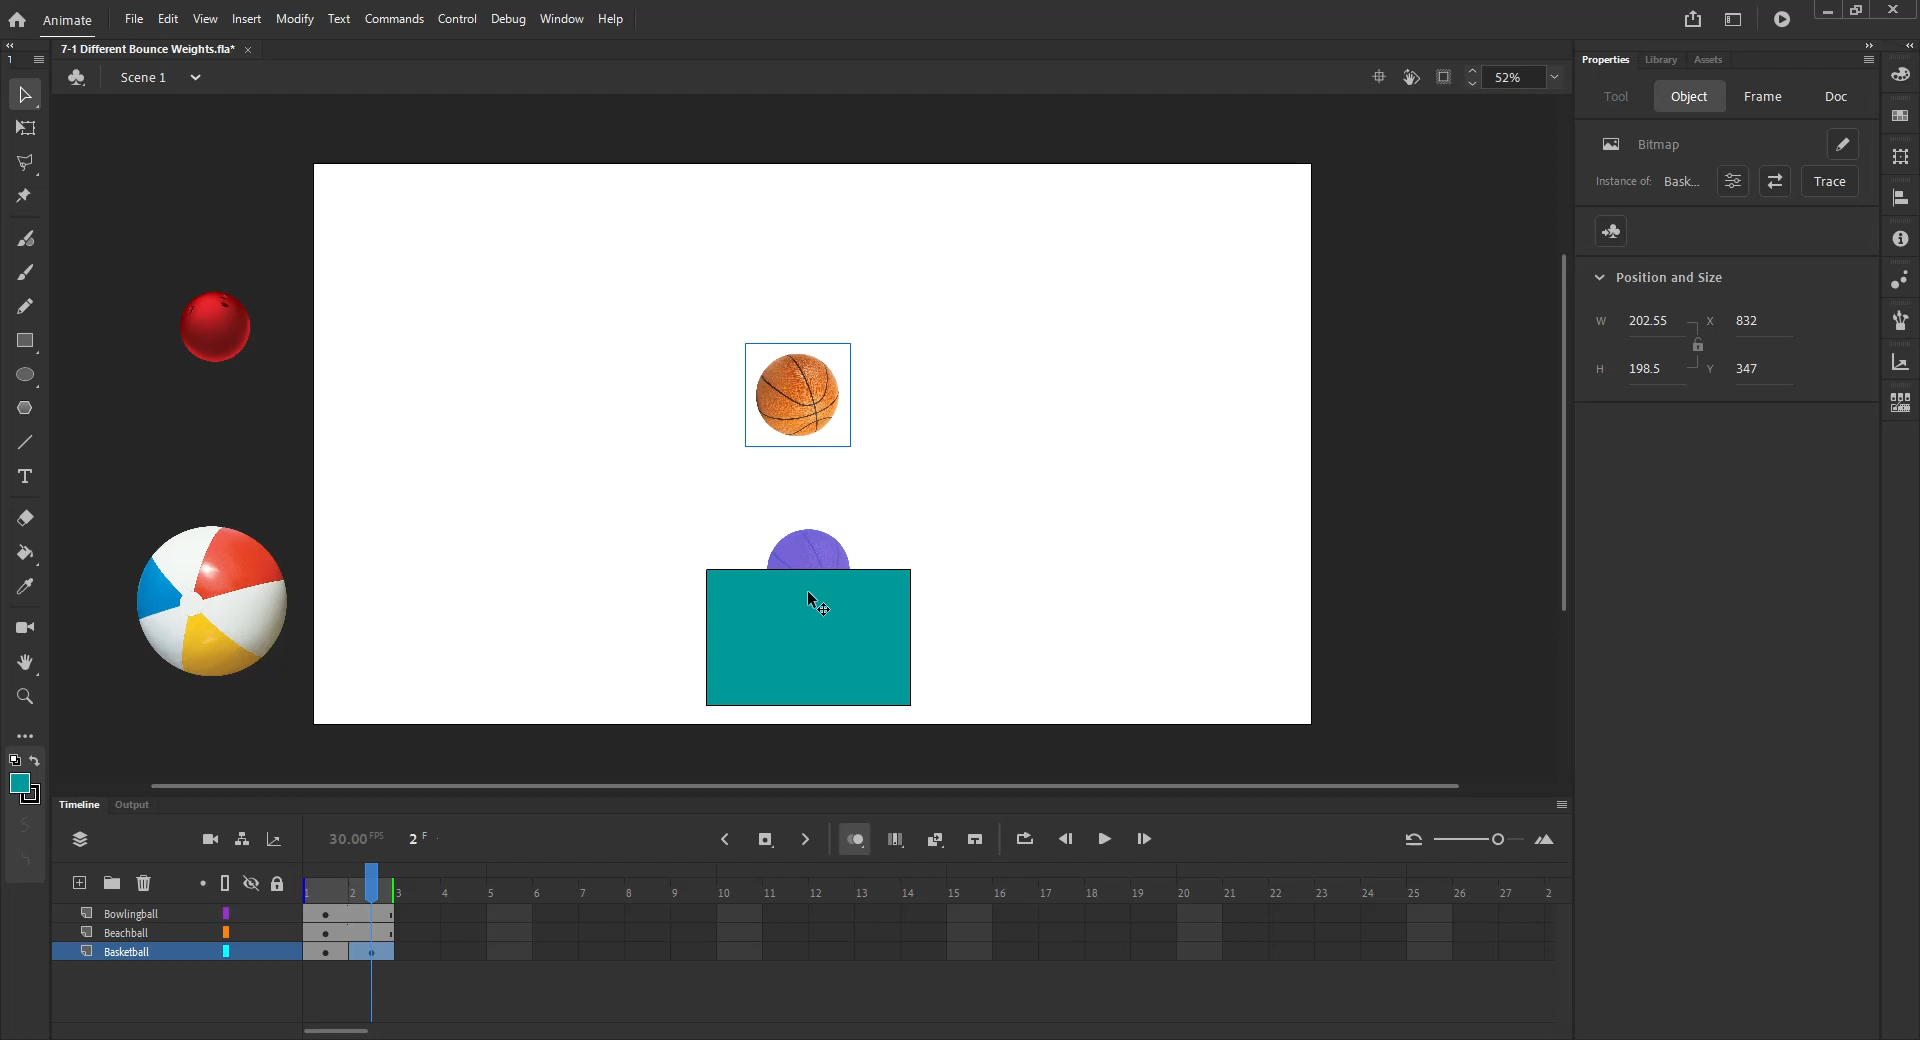 Animate File Edit View Insert Modify Text Commands Control Debug Window Help
7-1 Different Bounce Weights.fla*
Scene 1
52%
Properties Library Assets
Tool Object Frame Doc
Bitmap
Instance of: Bask... Trace
Position and Size
W 202.55 X 832
H 198.5 Y 347
Timeline Output
30.00 FPS 2 F
1 2 3 4 5 6 7 8 9 10 11 12 13 14 15 16 17 18 19 20 21 22 23 24 25 26 27 2
Bowlingball
Beachball
Basketball